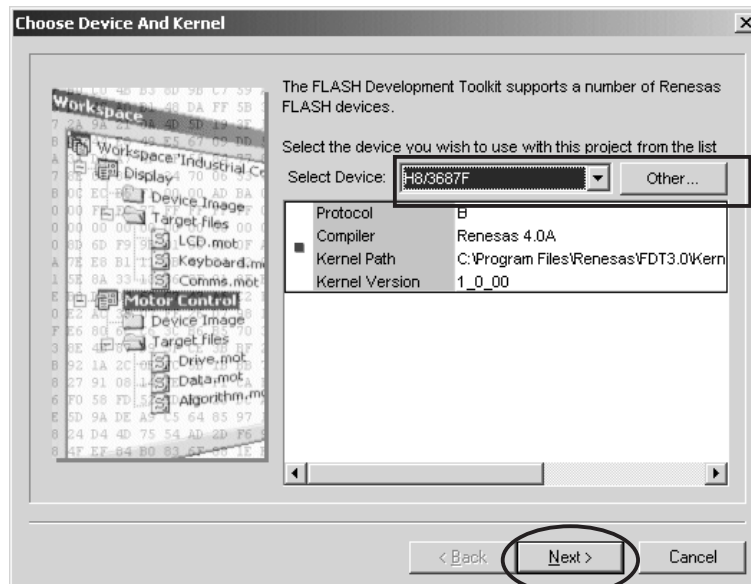 Choose Device And Kernel
The FLASH Development Toolkit supports a number of Renesas
FLASH devices.
Select the device you wish to use with this project from the list
Select Device: H8/3687F Other...
Protocol B
Compiler Renesas 4.0A
Kernel Path C:\Program Files\Renesas\FDT3.0\Kern
Kernel Version 1_0_00
Workspace
Workspace 'Industrial Co
Display
Device Image
Target files
LCD.mot
Keyboard.m
Comms.mot
Motor Control
Device Image
Target files
Drive.mot
Data.mot
Algorithm.mo
< Back Next > Cancel